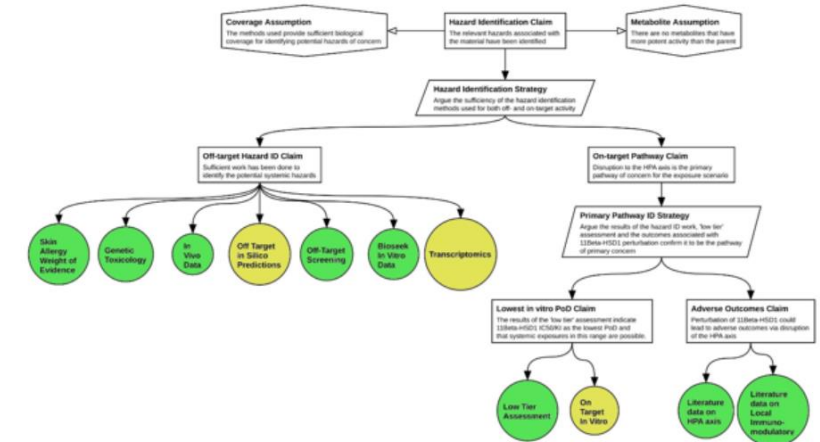 Coverage Assumption
The methods used provide sufficient biological
coverage for identifying potential hazards of concern
Hazard Identification Claim
The relevant hazards associated with
the material have been identified
Metabolite Assumption
There are no metabolites that have
more potent activity than the parent
Hazard Identification Strategy
Argue the sufficiency of the hazard identification
methods used for both off- and on-target activity
Off-target Hazard ID Claim
Sufficient work has been done to
identify the potential systemic hazards
On-target Pathway Claim
Disruption to the HPA axis is the primary
pathway of concern for the exposure scenario
Skin
Allergy
Weight of
Evidence
Genetic
Toxicology
In
Vivo
Data
Off Target
in Silico
Predictions
Off-Target
Screening
Bioseek
In Vitro
Data
Transcriptomics
Primary Pathway ID Strategy
Argue the results of the hazard ID work, 'low tier'
assessment and the outcomes associated with
11Beta-HSD1 perturbation confirm it to be the pathway
of primary concern
Lowest in vitro PoD Claim
The results of the 'low tier' assessment indicate
11Beta-HSD1 IC50/Ki as the lowest PoD and
that systemic exposures in this range are possible.
Adverse Outcomes Claim
Perturbation of 11Beta-HSD1 could
lead to adverse outcomes via disruption
of the HPA axis
Low Tier
Assessment
On
Target
In Vitro
Literature
data on
HPA axis
Literature
data on
Local
Immuno-
modulatory